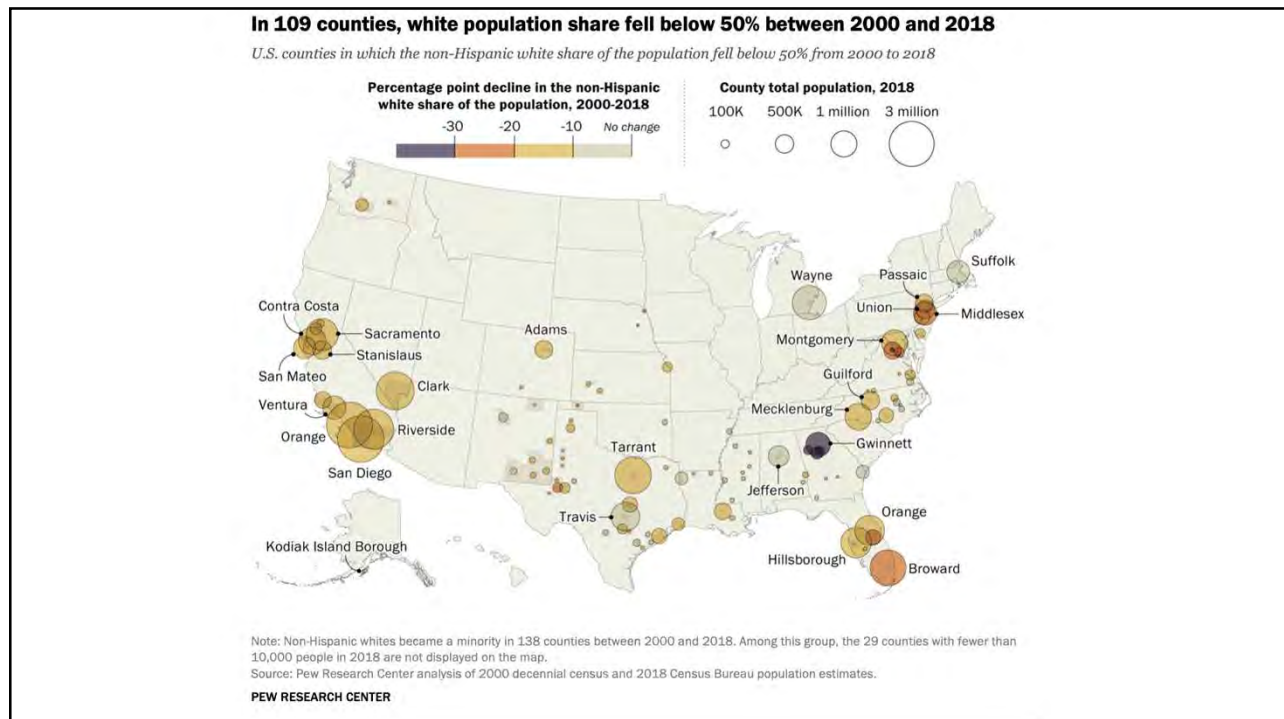 In 109 counties, white population share fell below 50% between 2000 and 2018
U.S. counties in which the non-Hispanic white share of the population fell below 50% from 2000 to 2018
Percentage point decline in the non-Hispanic
white share of the population, 2000-2018
-30 -20 -10 No change
County total population, 2018
100K 500K 1 million 3 million
Suffolk
Wayne
Passaic
Contra Costa
Union
Middlesex
Sacramento
Adams
Montgomery
Stanislaus
San Mateo
Guilford
Clark
Ventura
Mecklenburg
Orange
Riverside
Gwinnett
Tarrant
San Diego
Jefferson
Orange
Travis
Kodiak Island Borough
Hillsborough
Broward
Note: Non-Hispanic whites became a minority in 138 counties between 2000 and 2018. Among this group, the 29 counties with fewer than
10,000 people in 2018 are not displayed on the map.
Source: Pew Research Center analysis of 2000 decennial census and 2018 Census Bureau population estimates.
PEW RESEARCH CENTER